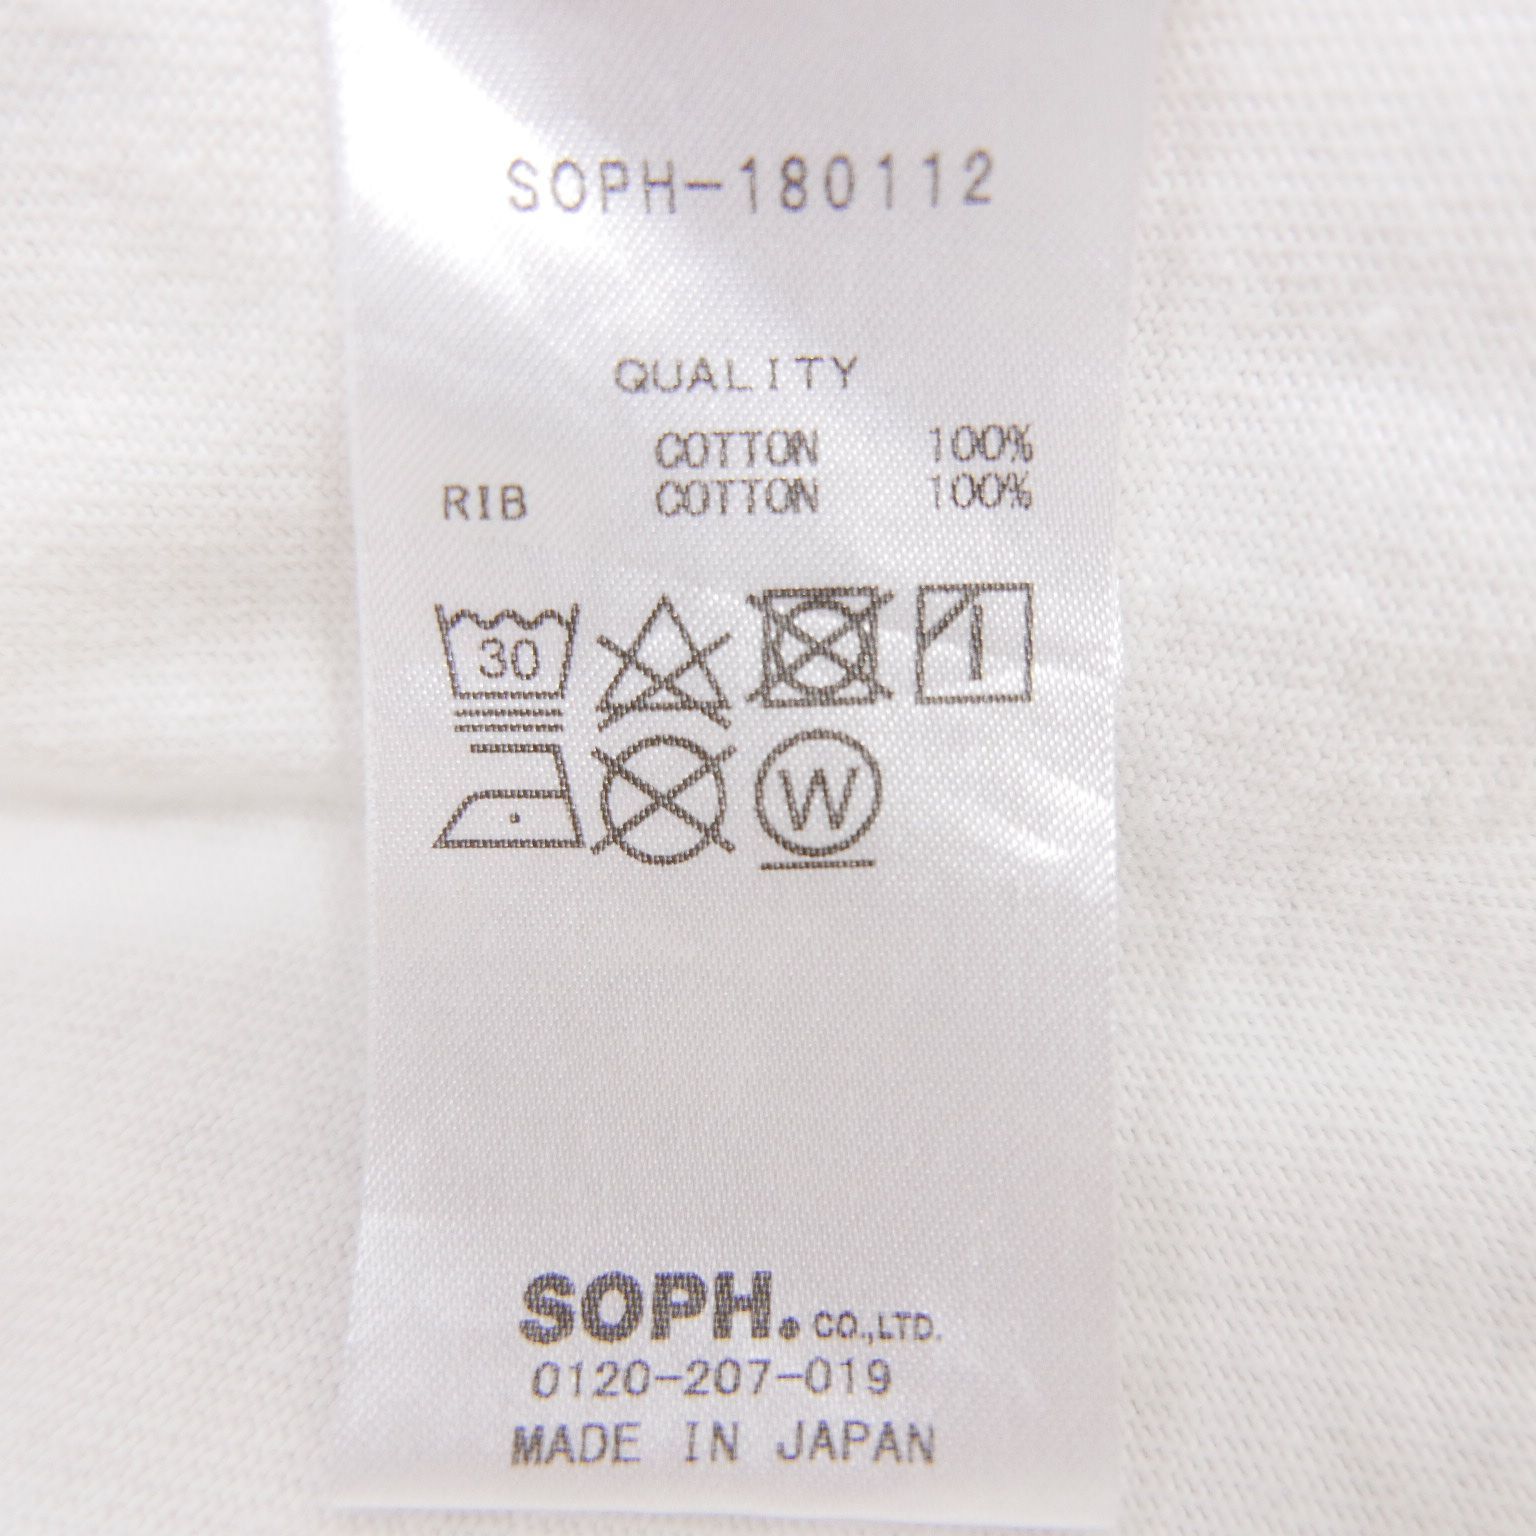 SOPH-180112
QUALITY
COTTON 100%
RIB COTTON 100%
30
W
SOPH.® CO.,LTD.
0120-207-019
MADE IN JAPAN